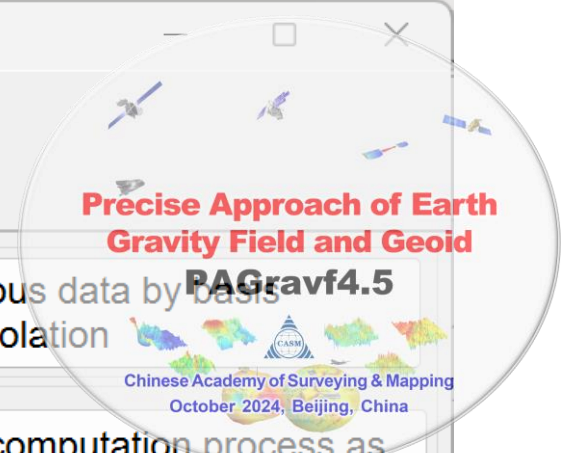 Precise Approach of Earth
Gravity Field and Geoid
PAGravf4.5
ous data by basis
olation
CASM
Chinese Academy of Surveying & Mapping
October 2024, Beijing, China
computation process as